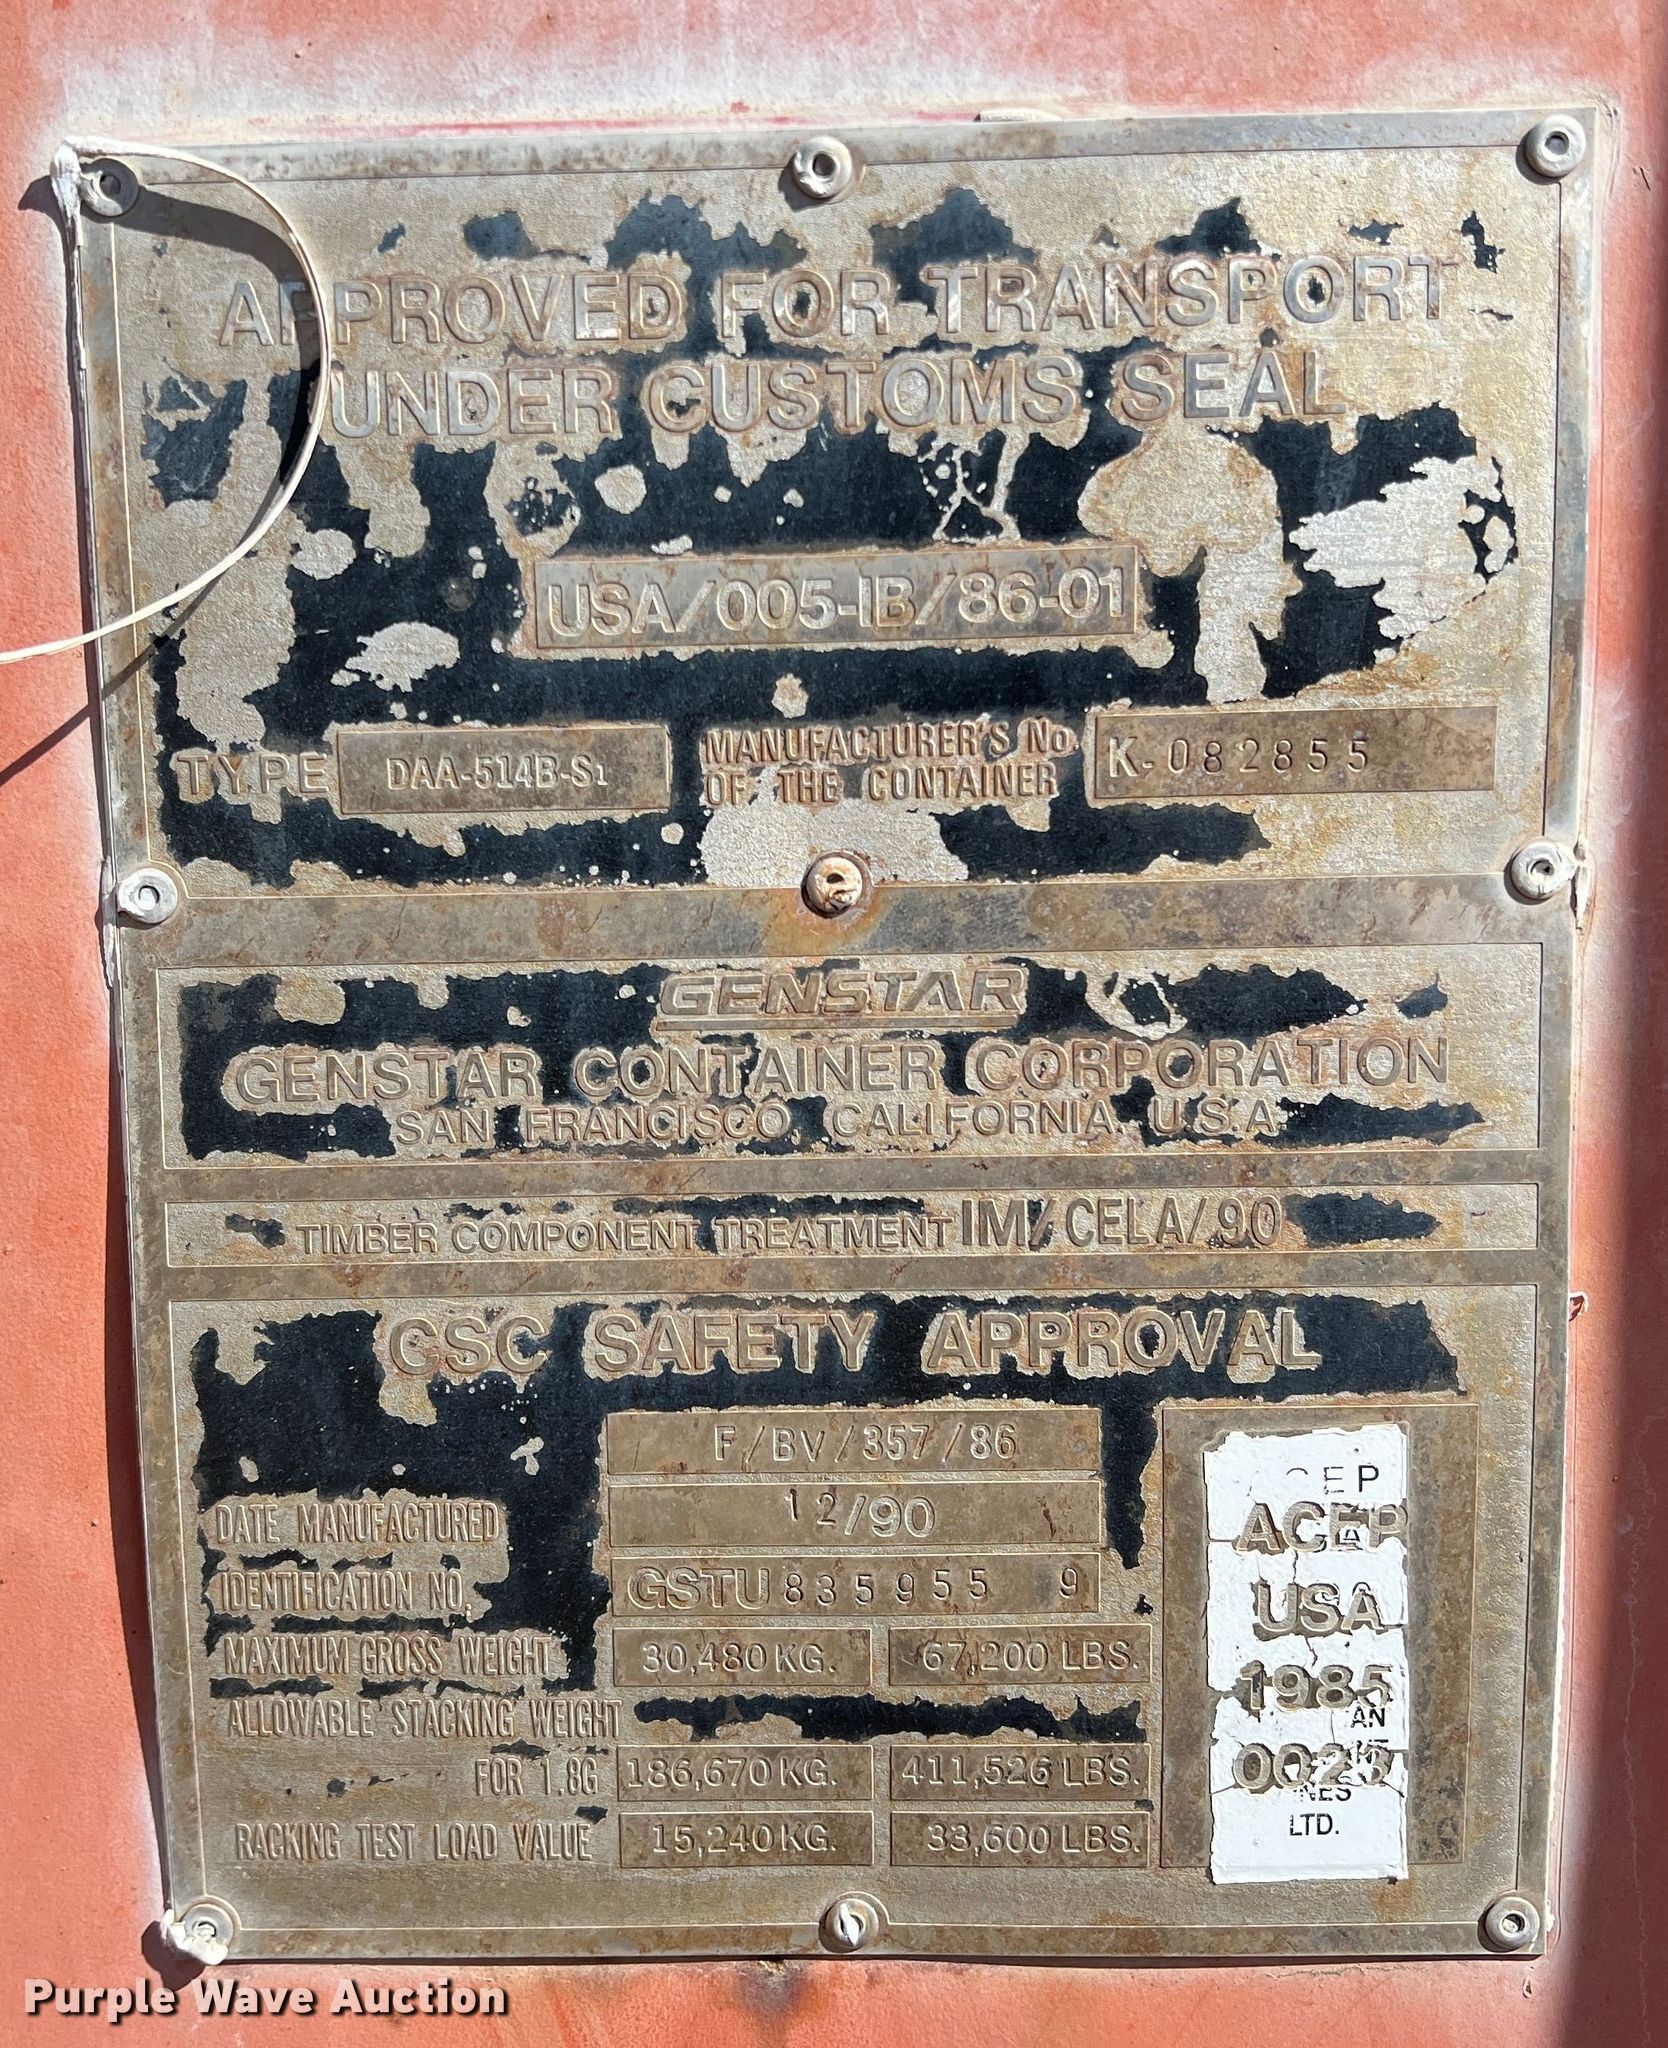 APPROVED FOR TRANSPORT
UNDER CUSTOMS SEAL
USA/005-IB/86-01
TYPE DAA-514B-S1
MANUFACTURER'S No.
OF THE CONTAINER
K-082855
GENSTAR
GENSTAR CONTAINER CORPORATION
SAN FRANCISCO, CALIFORNIA, U.S.A.
TIMBER COMPONENT TREATMENT IM/CELA/90
CSC SAFETY APPROVAL
F/BV/357/86
DATE MANUFACTURED 12/90
IDENTIFICATION NO. GSTU 835955 9
MAXIMUM GROSS WEIGHT 30,480 KG. 67,200 LBS.
ALLOWABLE STACKING WEIGHT
FOR 1.8G 186,670 KG. 411,526 LBS.
RACKING TEST LOAD VALUE 15,240 KG. 33,600 LBS.
ACEP
USA
1985
LTD.
Purple Wave Auction